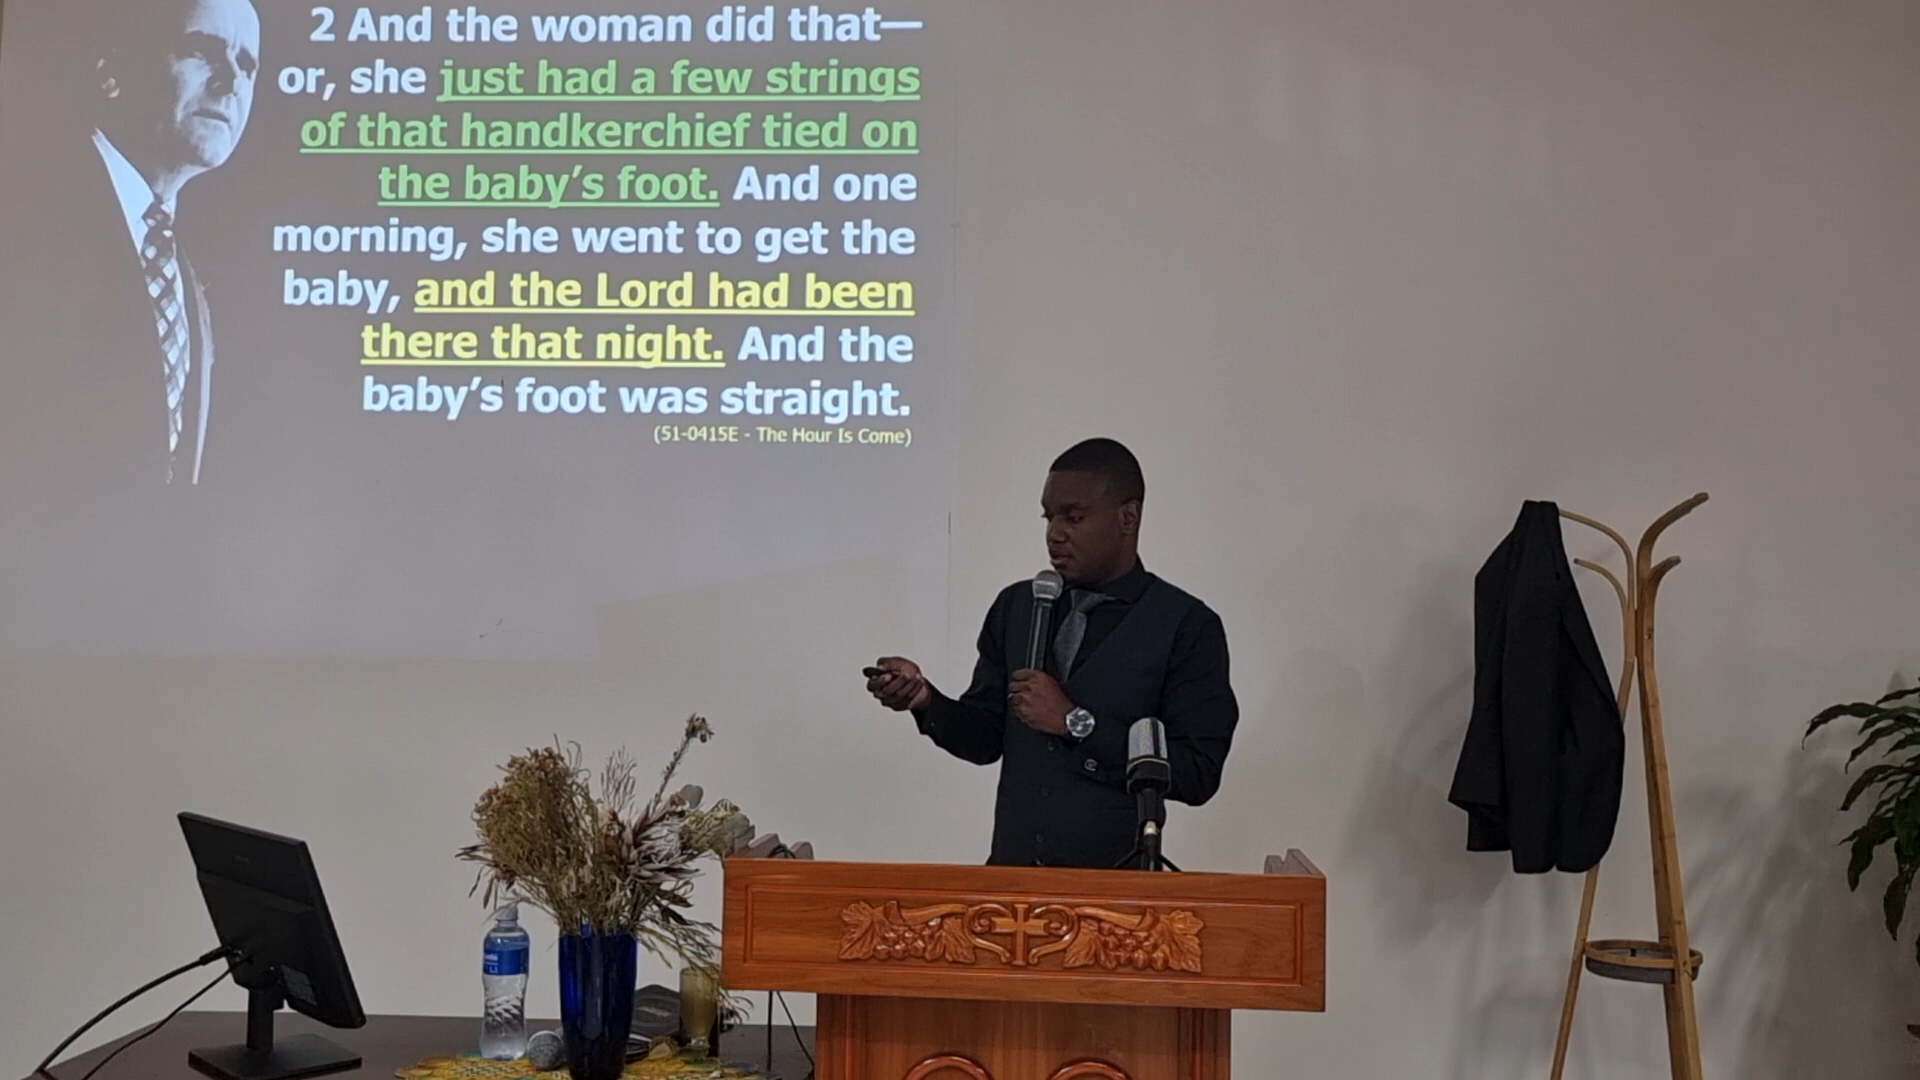 2 And the woman did that—
or, she just had a few strings
of that handkerchief tied on
the baby’s foot. And one
morning, she went to get the
baby, and the Lord had been
there that night. And the
baby’s foot was straight.
(51-0415E - The Hour Is Come)